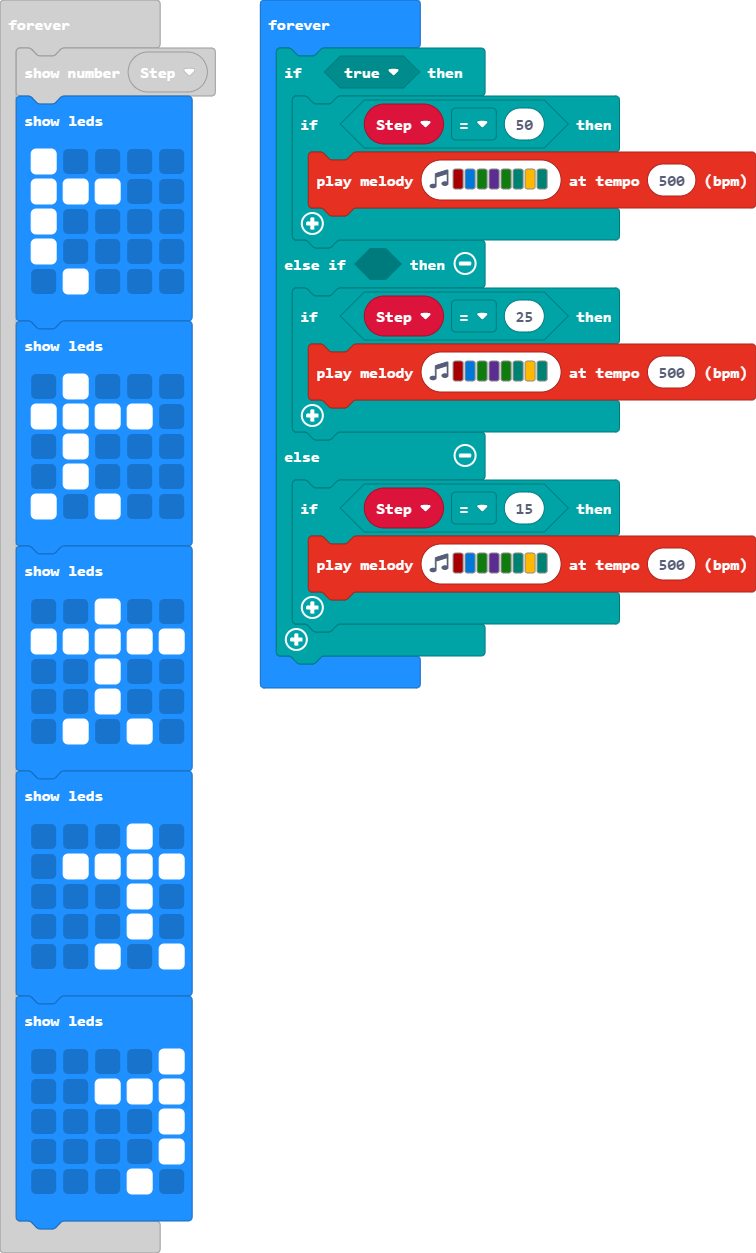 forever
show number Step
show leds
show leds
show leds
show leds
show leds
forever
if true then
if Step = 50 then
play melody at tempo 500 (bpm)
else if then
if Step = 25 then
play melody at tempo 500 (bpm)
else
if Step = 15 then
play melody at tempo 500 (bpm)